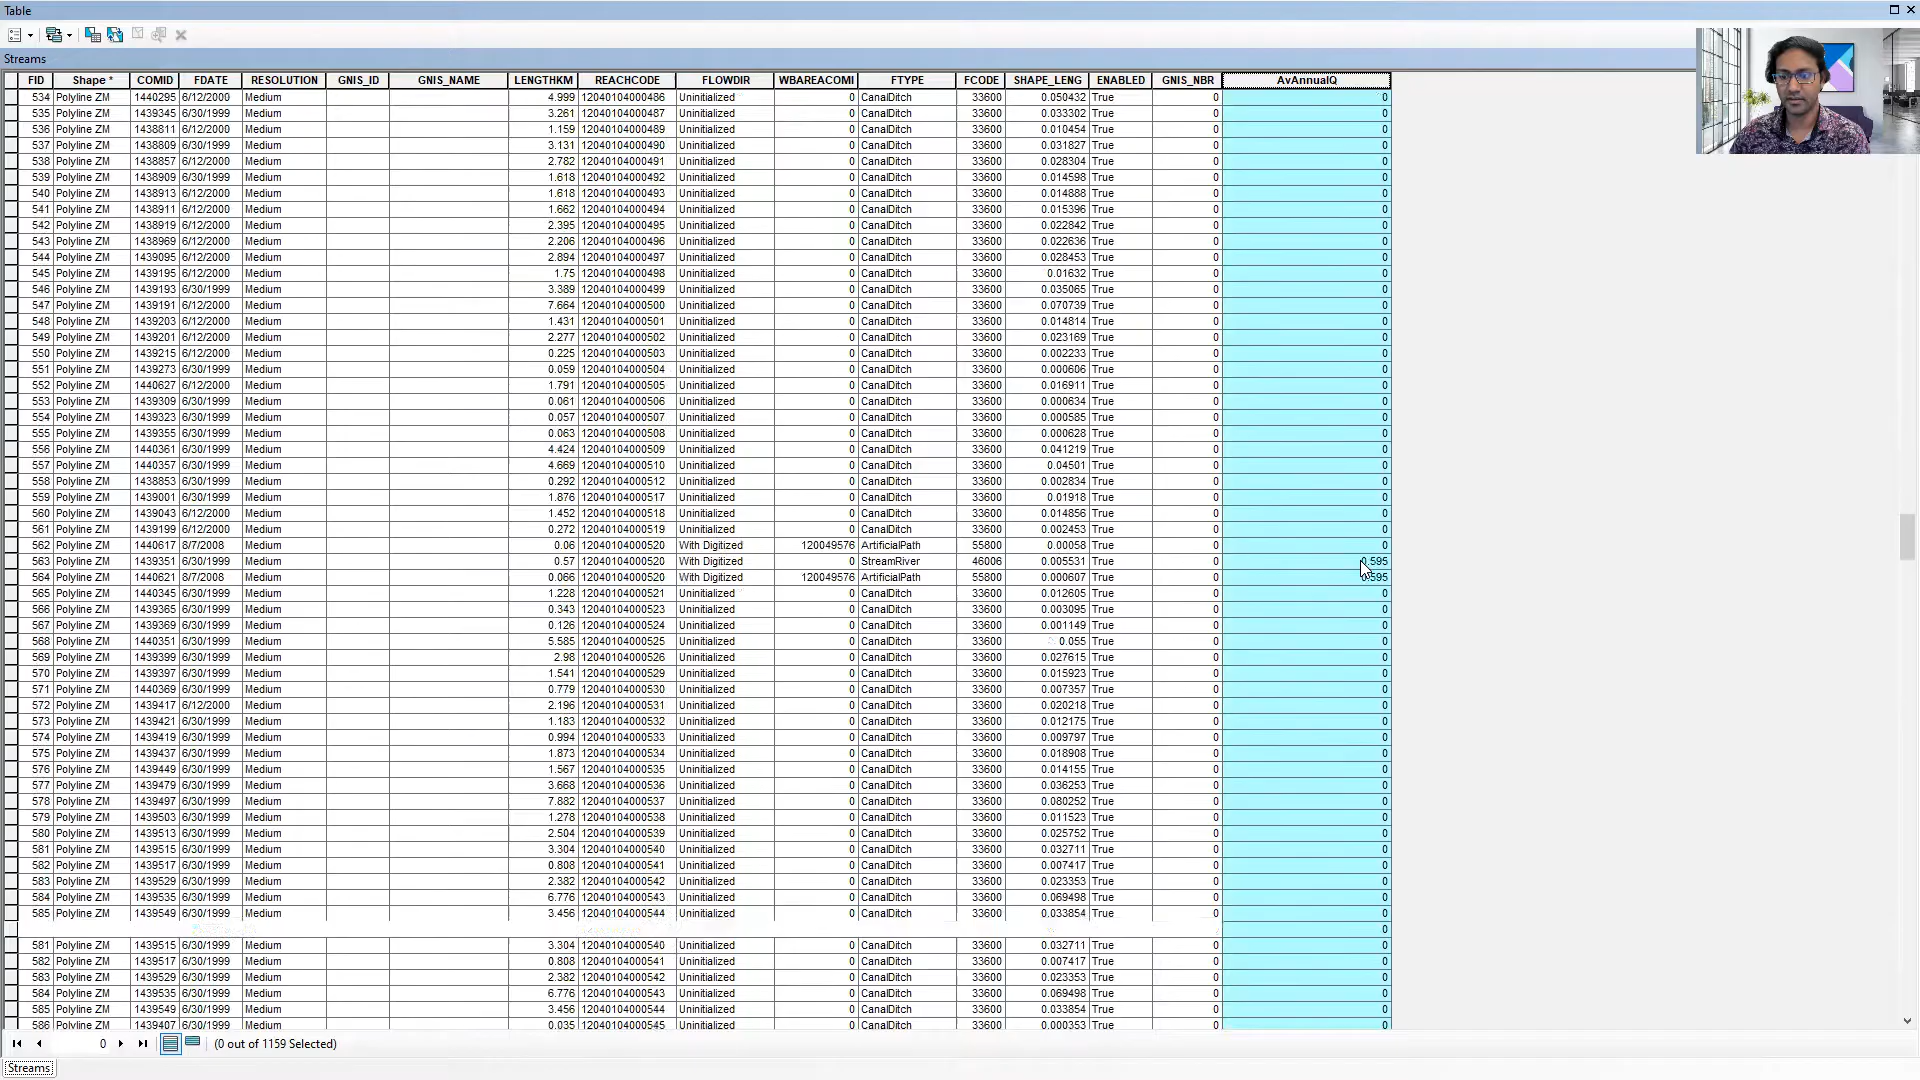 Table
Streams
FID Shape * COMID FDATE RESOLUTION GNIS_ID GNIS_NAME LENGTHKM REACHCODE FLOWDIR WBAREACOMI FTYPE FCODE SHAPE_LENG ENABLED GNIS_NBR AvAnnualQ
534 Polyline ZM 1440295 6/12/2000 Medium 4.999 12040104000486 Uninitialized 0 CanalDitch 33600 0.050432 True 0 0
535 Polyline ZM 1439345 6/30/1999 Medium 3.261 12040104000487 Uninitialized 0 CanalDitch 33600 0.033302 True 0 0
536 Polyline ZM 1438811 6/12/2000 Medium 1.159 12040104000489 Uninitialized 0 CanalDitch 33600 0.010454 True 0 0
537 Polyline ZM 1438809 6/30/1999 Medium 3.131 12040104000490 Uninitialized 0 CanalDitch 33600 0.031827 True 0 0
538 Polyline ZM 1438857 6/12/2000 Medium 2.782 12040104000491 Uninitialized 0 CanalDitch 33600 0.028304 True 0 0
539 Polyline ZM 1438909 6/30/1999 Medium 1.618 12040104000492 Uninitialized 0 CanalDitch 33600 0.014598 True 0 0
540 Polyline ZM 1438913 6/12/2000 Medium 1.618 12040104000493 Uninitialized 0 CanalDitch 33600 0.014888 True 0 0
541 Polyline ZM 1438911 6/12/2000 Medium 1.662 12040104000494 Uninitialized 0 CanalDitch 33600 0.015396 True 0 0
542 Polyline ZM 1438919 6/12/2000 Medium 2.395 12040104000495 Uninitialized 0 CanalDitch 33600 0.022842 True 0 0
543 Polyline ZM 1438969 6/12/2000 Medium 2.206 12040104000496 Uninitialized 0 CanalDitch 33600 0.022636 True 0 0
544 Polyline ZM 1439095 6/12/2000 Medium 2.894 12040104000497 Uninitialized 0 CanalDitch 33600 0.028453 True 0 0
545 Polyline ZM 1439195 6/12/2000 Medium 1.75 12040104000498 Uninitialized 0 CanalDitch 33600 0.01632 True 0 0
546 Polyline ZM 1439193 6/30/1999 Medium 3.389 12040104000499 Uninitialized 0 CanalDitch 33600 0.035065 True 0 0
547 Polyline ZM 1439191 6/12/2000 Medium 7.664 12040104000500 Uninitialized 0 CanalDitch 33600 0.070739 True 0 0
548 Polyline ZM 1439203 6/12/2000 Medium 1.431 12040104000501 Uninitialized 0 CanalDitch 33600 0.014814 True 0 0
549 Polyline ZM 1439201 6/12/2000 Medium 2.277 12040104000502 Uninitialized 0 CanalDitch 33600 0.023169 True 0 0
550 Polyline ZM 1439215 6/12/2000 Medium 0.225 12040104000503 Uninitialized 0 CanalDitch 33600 0.002233 True 0 0
551 Polyline ZM 1439273 6/30/1999 Medium 0.059 12040104000504 Uninitialized 0 CanalDitch 33600 0.000606 True 0 0
552 Polyline ZM 1440627 6/12/2000 Medium 1.791 12040104000505 Uninitialized 0 CanalDitch 33600 0.016911 True 0 0
553 Polyline ZM 1439309 6/30/1999 Medium 0.061 12040104000506 Uninitialized 0 CanalDitch 33600 0.000634 True 0 0
554 Polyline ZM 1439323 6/30/1999 Medium 0.057 12040104000507 Uninitialized 0 CanalDitch 33600 0.000585 True 0 0
555 Polyline ZM 1439355 6/30/1999 Medium 0.063 12040104000508 Uninitialized 0 CanalDitch 33600 0.000628 True 0 0
556 Polyline ZM 1440361 6/30/1999 Medium 4.424 12040104000509 Uninitialized 0 CanalDitch 33600 0.041219 True 0 0
557 Polyline ZM 1440357 6/30/1999 Medium 4.669 12040104000510 Uninitialized 0 CanalDitch 33600 0.04501 True 0 0
558 Polyline ZM 1438853 6/30/1999 Medium 0.292 12040104000512 Uninitialized 0 CanalDitch 33600 0.002834 True 0 0
559 Polyline ZM 1439001 6/30/1999 Medium 1.876 12040104000517 Uninitialized 0 CanalDitch 33600 0.01918 True 0 0
560 Polyline ZM 1439043 6/12/2000 Medium 1.452 12040104000518 Uninitialized 0 CanalDitch 33600 0.014856 True 0 0
561 Polyline ZM 1439199 6/12/2000 Medium 0.272 12040104000519 Uninitialized 0 CanalDitch 33600 0.002453 True 0 0
562 Polyline ZM 1440617 8/7/2008 Medium 0.06 12040104000520 With Digitized 120049576 ArtificialPath 55800 0.00058 True 0 0
563 Polyline ZM 1439351 6/30/1999 Medium 0.57 12040104000520 With Digitized 0 StreamRiver 46006 0.005531 True 0 0.595
564 Polyline ZM 1440621 8/7/2008 Medium 0.066 12040104000520 With Digitized 120049576 ArtificialPath 55800 0.000607 True 0 0.595
565 Polyline ZM 1440345 6/30/1999 Medium 1.228 12040104000521 Uninitialized 0 CanalDitch 33600 0.012605 True 0 0
566 Polyline ZM 1439365 6/30/1999 Medium 0.343 12040104000523 Uninitialized 0 CanalDitch 33600 0.003095 True 0 0
567 Polyline ZM 1439369 6/30/1999 Medium 0.126 12040104000524 Uninitialized 0 CanalDitch 33600 0.001149 True 0 0
568 Polyline ZM 1440351 6/30/1999 Medium 5.585 12040104000525 Uninitialized 0 CanalDitch 33600 0.055 True 0 0
569 Polyline ZM 1439399 6/30/1999 Medium 2.98 12040104000526 Uninitialized 0 CanalDitch 33600 0.027615 True 0 0
570 Polyline ZM 1439397 6/30/1999 Medium 1.541 12040104000529 Uninitialized 0 CanalDitch 33600 0.015923 True 0 0
571 Polyline ZM 1440369 6/30/1999 Medium 0.779 12040104000530 Uninitialized 0 CanalDitch 33600 0.007357 True 0 0
572 Polyline ZM 1439417 6/12/2000 Medium 2.196 12040104000531 Uninitialized 0 CanalDitch 33600 0.020218 True 0 0
573 Polyline ZM 1439421 6/30/1999 Medium 1.183 12040104000532 Uninitialized 0 CanalDitch 33600 0.012175 True 0 0
574 Polyline ZM 1439419 6/30/1999 Medium 0.994 12040104000533 Uninitialized 0 CanalDitch 33600 0.009797 True 0 0
575 Polyline ZM 1439437 6/30/1999 Medium 1.873 12040104000534 Uninitialized 0 CanalDitch 33600 0.018908 True 0 0
576 Polyline ZM 1439449 6/30/1999 Medium 1.567 12040104000535 Uninitialized 0 CanalDitch 33600 0.014155 True 0 0
577 Polyline ZM 1439479 6/30/1999 Medium 3.668 12040104000536 Uninitialized 0 CanalDitch 33600 0.036253 True 0 0
578 Polyline ZM 1439497 6/30/1999 Medium 7.882 12040104000537 Uninitialized 0 CanalDitch 33600 0.080252 True 0 0
579 Polyline ZM 1439503 6/30/1999 Medium 1.278 12040104000538 Uninitialized 0 CanalDitch 33600 0.011523 True 0 0
580 Polyline ZM 1439513 6/30/1999 Medium 2.504 12040104000539 Uninitialized 0 CanalDitch 33600 0.025752 True 0 0
581 Polyline ZM 1439515 6/30/1999 Medium 3.304 12040104000540 Uninitialized 0 CanalDitch 33600 0.032711 True 0 0
582 Polyline ZM 1439517 6/30/1999 Medium 0.808 12040104000541 Uninitialized 0 CanalDitch 33600 0.007417 True 0 0
583 Polyline ZM 1439529 6/30/1999 Medium 2.382 12040104000542 Uninitialized 0 CanalDitch 33600 0.023353 True 0 0
584 Polyline ZM 1439535 6/30/1999 Medium 6.776 12040104000543 Uninitialized 0 CanalDitch 33600 0.069498 True 0 0
585 Polyline ZM 1439549 6/30/1999 Medium 3.456 12040104000544 Uninitialized 0 CanalDitch 33600 0.033854 True 0 0
0
581 Polyline ZM 1439515 6/30/1999 Medium 3.304 12040104000540 Uninitialized 0 CanalDitch 33600 0.032711 True 0 0
582 Polyline ZM 1439517 6/30/1999 Medium 0.808 12040104000541 Uninitialized 0 CanalDitch 33600 0.007417 True 0 0
583 Polyline ZM 1439529 6/30/1999 Medium 2.382 12040104000542 Uninitialized 0 CanalDitch 33600 0.023353 True 0 0
584 Polyline ZM 1439535 6/30/1999 Medium 6.776 12040104000543 Uninitialized 0 CanalDitch 33600 0.069498 True 0 0
585 Polyline ZM 1439549 6/30/1999 Medium 3.456 12040104000544 Uninitialized 0 CanalDitch 33600 0.033854 True 0 0
586 Polyline ZM 1439407 6/30/1999 Medium 0.035 12040104000545 Uninitialized 0 CanalDitch 33600 0.000353 True 0 0
0 (0 out of 1159 Selected)
Streams